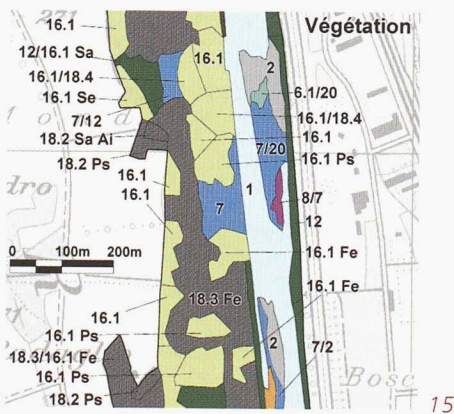 271
Végétation
16.1
12/16.1 Sa
16.1
2
16.1/18.4
6.1/20
16.1 Se
16.1/18.4
7/12
16.1
18.2 Sa Ai
7/20
16.1 Ps
18.2 Ps
16.1
1
8/7
dro
7
12
16.1
0m 100m 200m
16.1 Fe
18.3 Fe
16.1 Fe
16.1
16.1 Ps
2
18.3/16.1 Fe
7/2
16.1 Ps
Bosc
18.2 Ps
15